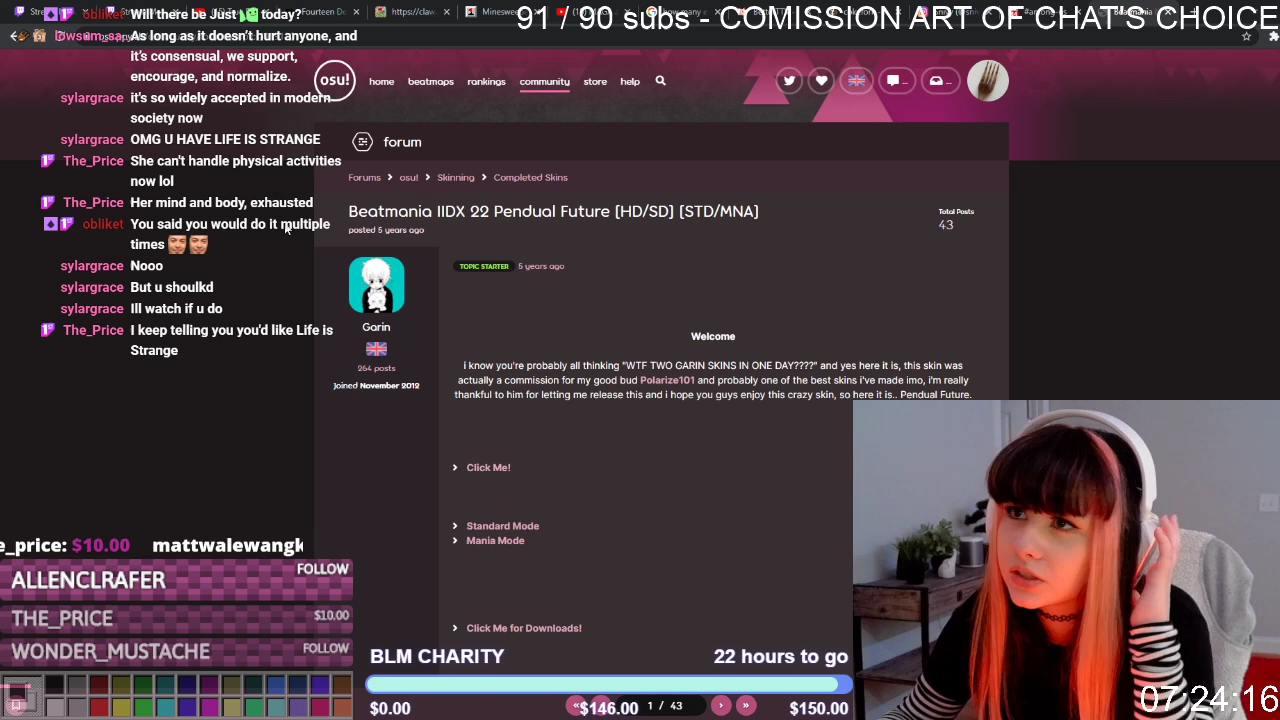 91 / 90 subs - COMISSION ART OF CHAT'S CHOICE
obliket Will there be Just today?
As long as it doesn't hurt anyone, and
it's consensual, we support,
encourage, and normalize.
sylargrace it's so widely accepted in modern
society now
sylargrace OMG U HAVE LIFE IS STRANGE
The_Price She can't handle physical activities
now lol
The_Price Her mind and body, exhausted
obliket You said you would do it multiple
times
sylargrace Nooo
sylargrace But u shoulkd
sylargrace Ill watch if u do
The_Price I keep telling you you'd like Life is
Strange
osu!
home beatmaps rankings community store help
forum
Forums > osu! > Skinning > Completed Skins
Beatmania IIDX 22 Pendual Future [HD/SD] [STD/MNA]
posted 5 years ago
Total Posts
43
TOPIC STARTER 5 years ago
Garin
264 posts
Joined November 2012
Welcome
i know you're probably all thinking "WTF TWO GARIN SKINS IN ONE DAY????" and yes here it is, this skin was
actually a commission for my good bud Polarize101 and probably one of the best skins i've made imo, i'm really
thankful to him for letting me release this and i hope you guys enjoy this crazy skin, so here it is.. Pendual Future.
Click Me!
Standard Mode
Mania Mode
Click Me for Downloads!
e_price: $10.00 mattwalewangk
ALLENCLRAFER FOLLOW
THE_PRICE $10.00
WONDER_MUSTACHE FOLLOW
BLM CHARITY 22 hours to go
$0.00 $146.00 1 / 43 $150.00
07:24:16